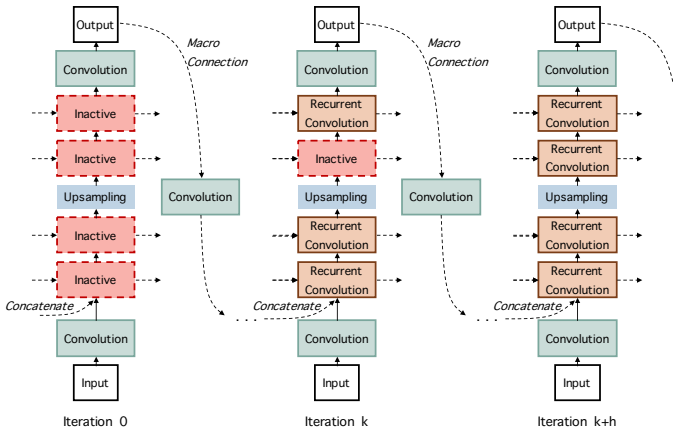 Output
Convolution
Inactive
Inactive
Upsampling
Inactive
Inactive
Concatenate
Convolution
Input
Iteration 0
Macro
Connection
Convolution
. . .
Output
Convolution
Recurrent
Convolution
Inactive
Upsampling
Recurrent
Convolution
Recurrent
Convolution
Concatenate
Convolution
Input
Iteration k
Macro
Connection
Convolution
. . .
Output
Convolution
Recurrent
Convolution
Recurrent
Convolution
Upsampling
Recurrent
Convolution
Recurrent
Convolution
Concatenate
Convolution
Input
Iteration k+h